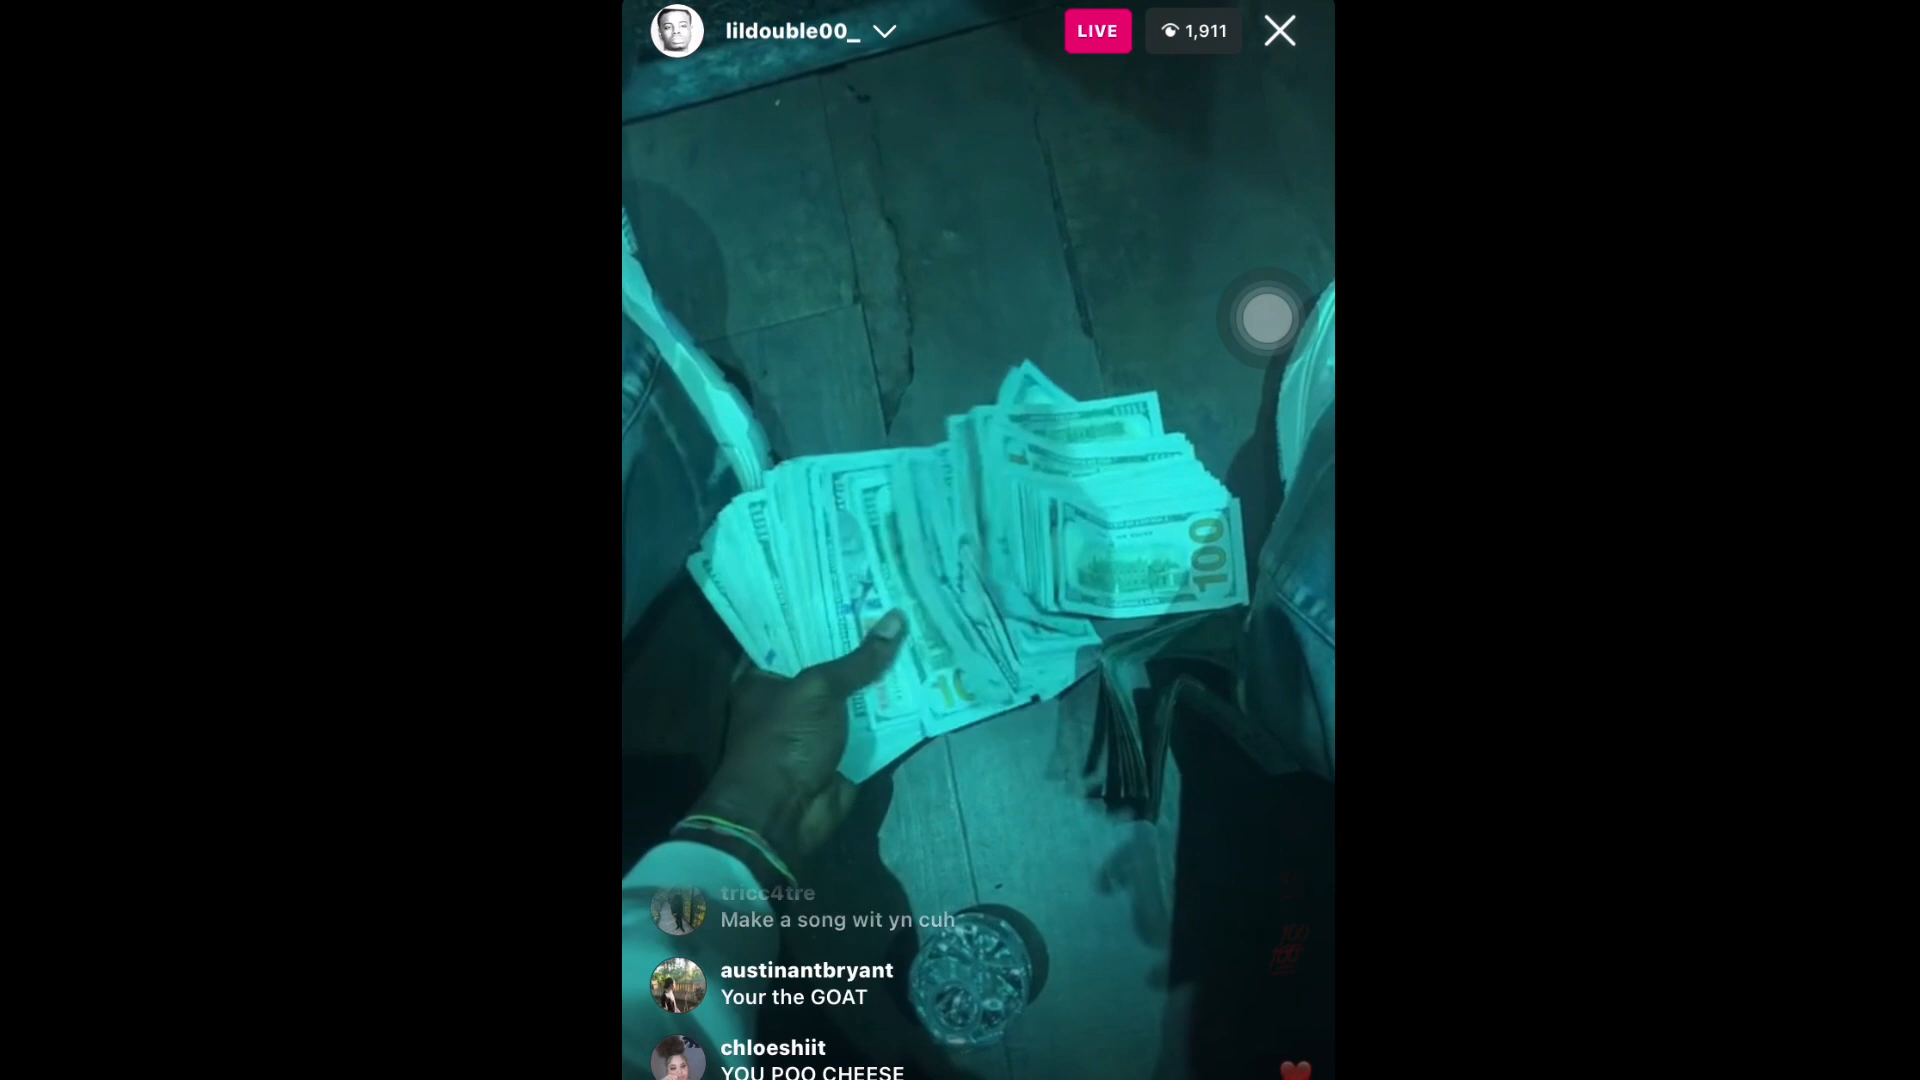 lildouble00_
LIVE
1,911
100
10
tricc4tre
Make a song wit yn cuh
austinantbryant
Your the GOAT
chloeshiit
YOU POO CHEESE